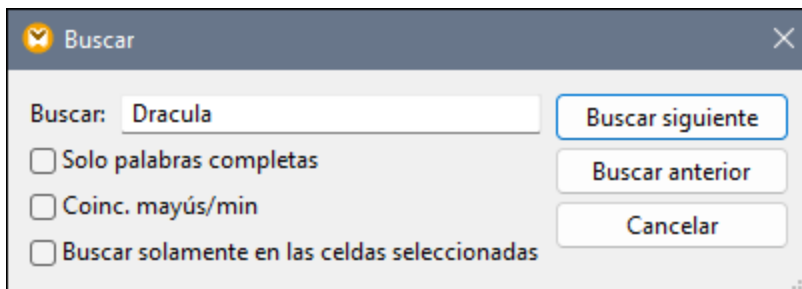 Buscar
Buscar: Dracula
Buscar siguiente
Solo palabras completas
Buscar anterior
Coinc. mayús/min
Cancelar
Buscar solamente en las celdas seleccionadas